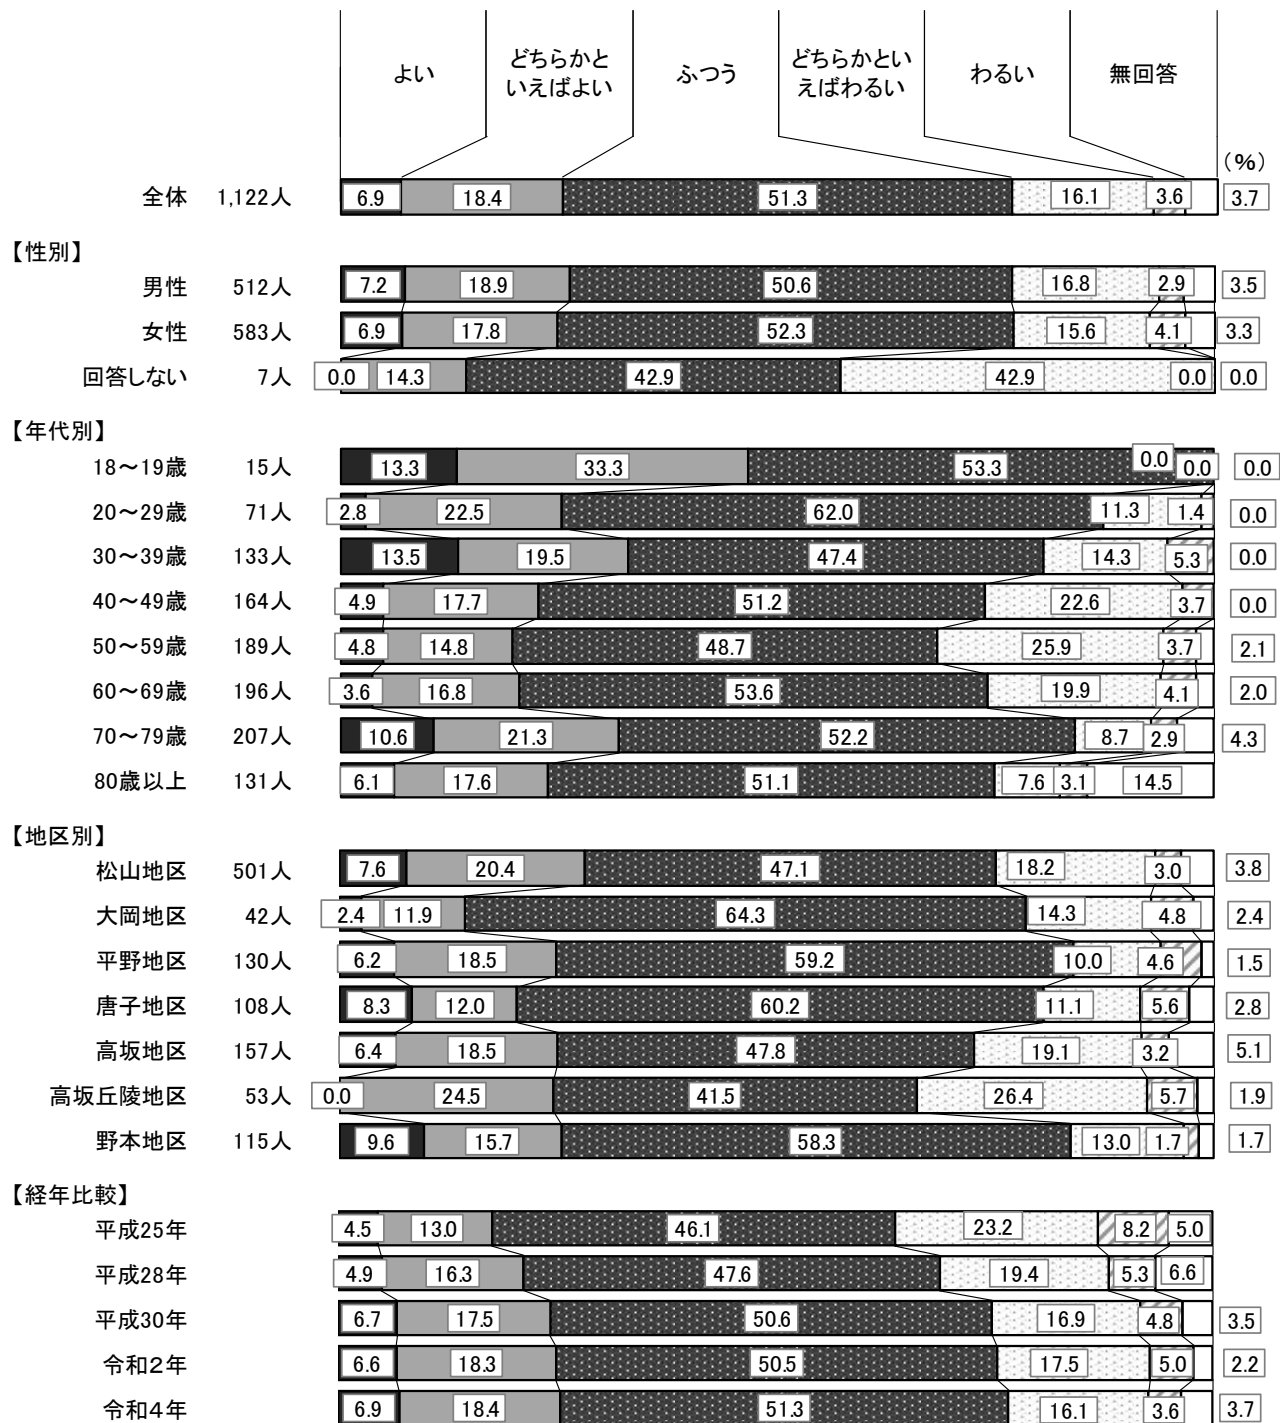 よい
どちらかと
いえばよい
ふつう
どちらかとい
えばわるい
わるい
無回答
(%)
全体 1,122人 6.9 18.4 51.3 16.1 3.6 3.7
【性別】
男性 512人 7.2 18.9 50.6 16.8 2.9 3.5
女性 583人 6.9 17.8 52.3 15.6 4.1 3.3
回答しない 7人 0.0 14.3 42.9 42.9 0.0 0.0
【年代別】
18～19歳 15人 13.3 33.3 53.3 0.0 0.0 0.0
20～29歳 71人 2.8 22.5 62.0 11.3 1.4 0.0
30～39歳 133人 13.5 19.5 47.4 14.3 5.3 0.0
40～49歳 164人 4.9 17.7 51.2 22.6 3.7 0.0
50～59歳 189人 4.8 14.8 48.7 25.9 3.7 2.1
60～69歳 196人 3.6 16.8 53.6 19.9 4.1 2.0
70～79歳 207人 10.6 21.3 52.2 8.7 2.9 4.3
80歳以上 131人 6.1 17.6 51.1 7.6 3.1 14.5
【地区別】
松山地区 501人 7.6 20.4 47.1 18.2 3.0 3.8
大岡地区 42人 2.4 11.9 64.3 14.3 4.8 2.4
平野地区 130人 6.2 18.5 59.2 10.0 4.6 1.5
唐子地区 108人 8.3 12.0 60.2 11.1 5.6 2.8
高坂地区 157人 6.4 18.5 47.8 19.1 3.2 5.1
高坂丘陵地区 53人 0.0 24.5 41.5 26.4 5.7 1.9
野本地区 115人 9.6 15.7 58.3 13.0 1.7 1.7
【経年比較】
平成25年 4.5 13.0 46.1 23.2 8.2 5.0
平成28年 4.9 16.3 47.6 19.4 5.3 6.6
平成30年 6.7 17.5 50.6 16.9 4.8 3.5
令和2年 6.6 18.3 50.5 17.5 5.0 2.2
令和4年 6.9 18.4 51.3 16.1 3.6 3.7